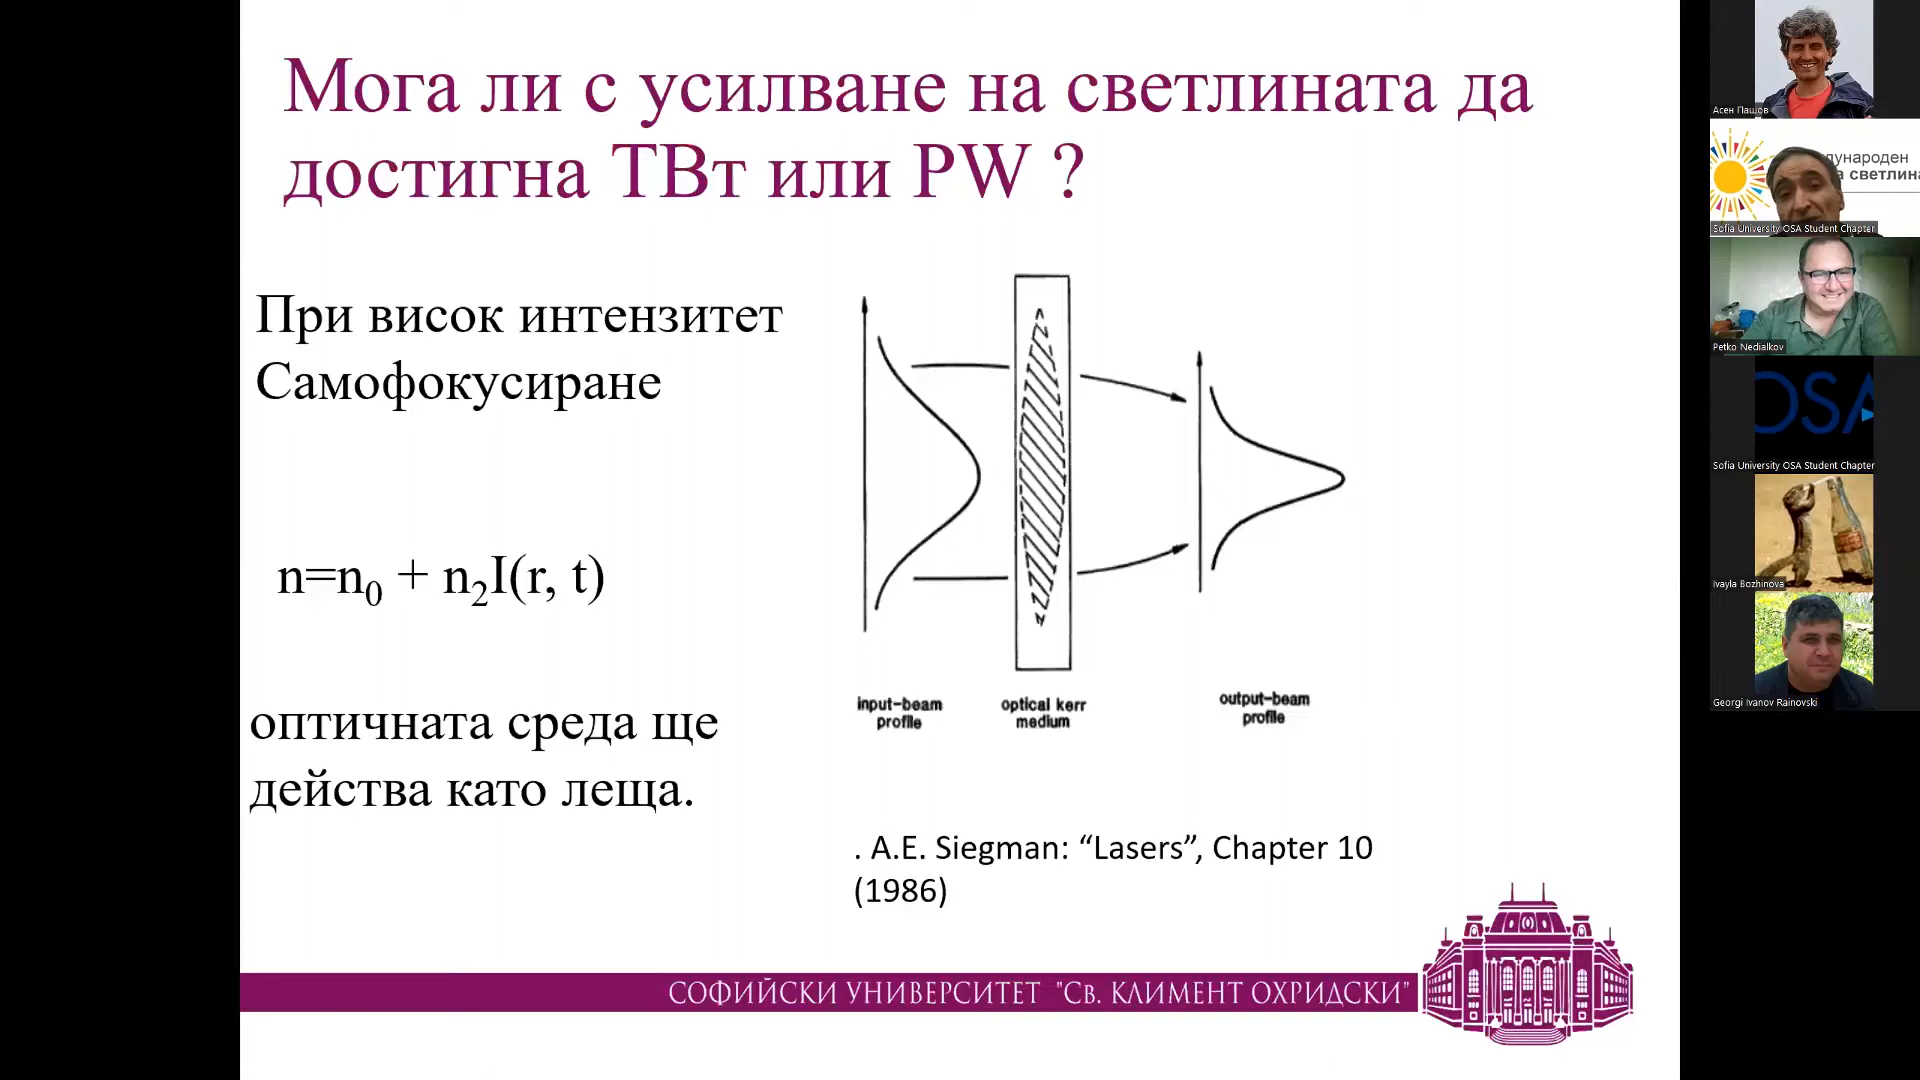 Мога ли с усилване на светлината да
достигна ТВт или PW ?
При висок интензитет
Самофокусиране
n=n0 + n2I(r, t)
оптичната среда ще
действа като леща.
input-beam
profile
optical kerr
medium
output-beam
profile
. A.E. Siegman: “Lasers”, Chapter 10
(1986)
СОФИЙСКИ УНИВЕРСИТЕТ "СВ. КЛИМЕНТ ОХРИДСКИ"
Асен Пашов
дународен
а светлин
Sofia University OSA Student Chapter
Petko Nedialkov
OSA
Sofia University OSA Student Chapter
Ivayla Bozhinova
Georgi Ivanov Rainovski